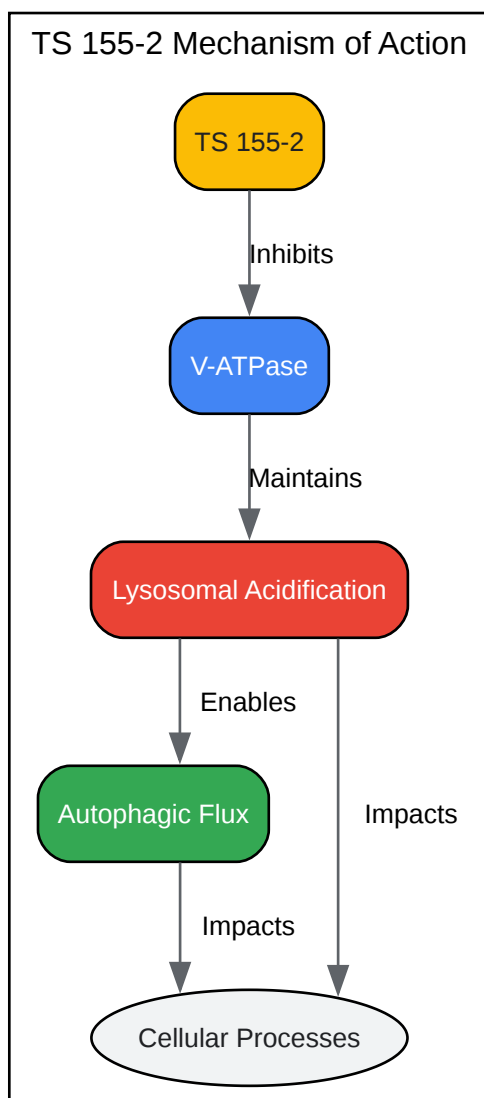 TS 155-2 Mechanism of Action
TS 155-2
Inhibits
V-ATPase
Maintains
Lysosomal Acidification
Enables
Autophagic Flux
Impacts
Impacts
Cellular Processes